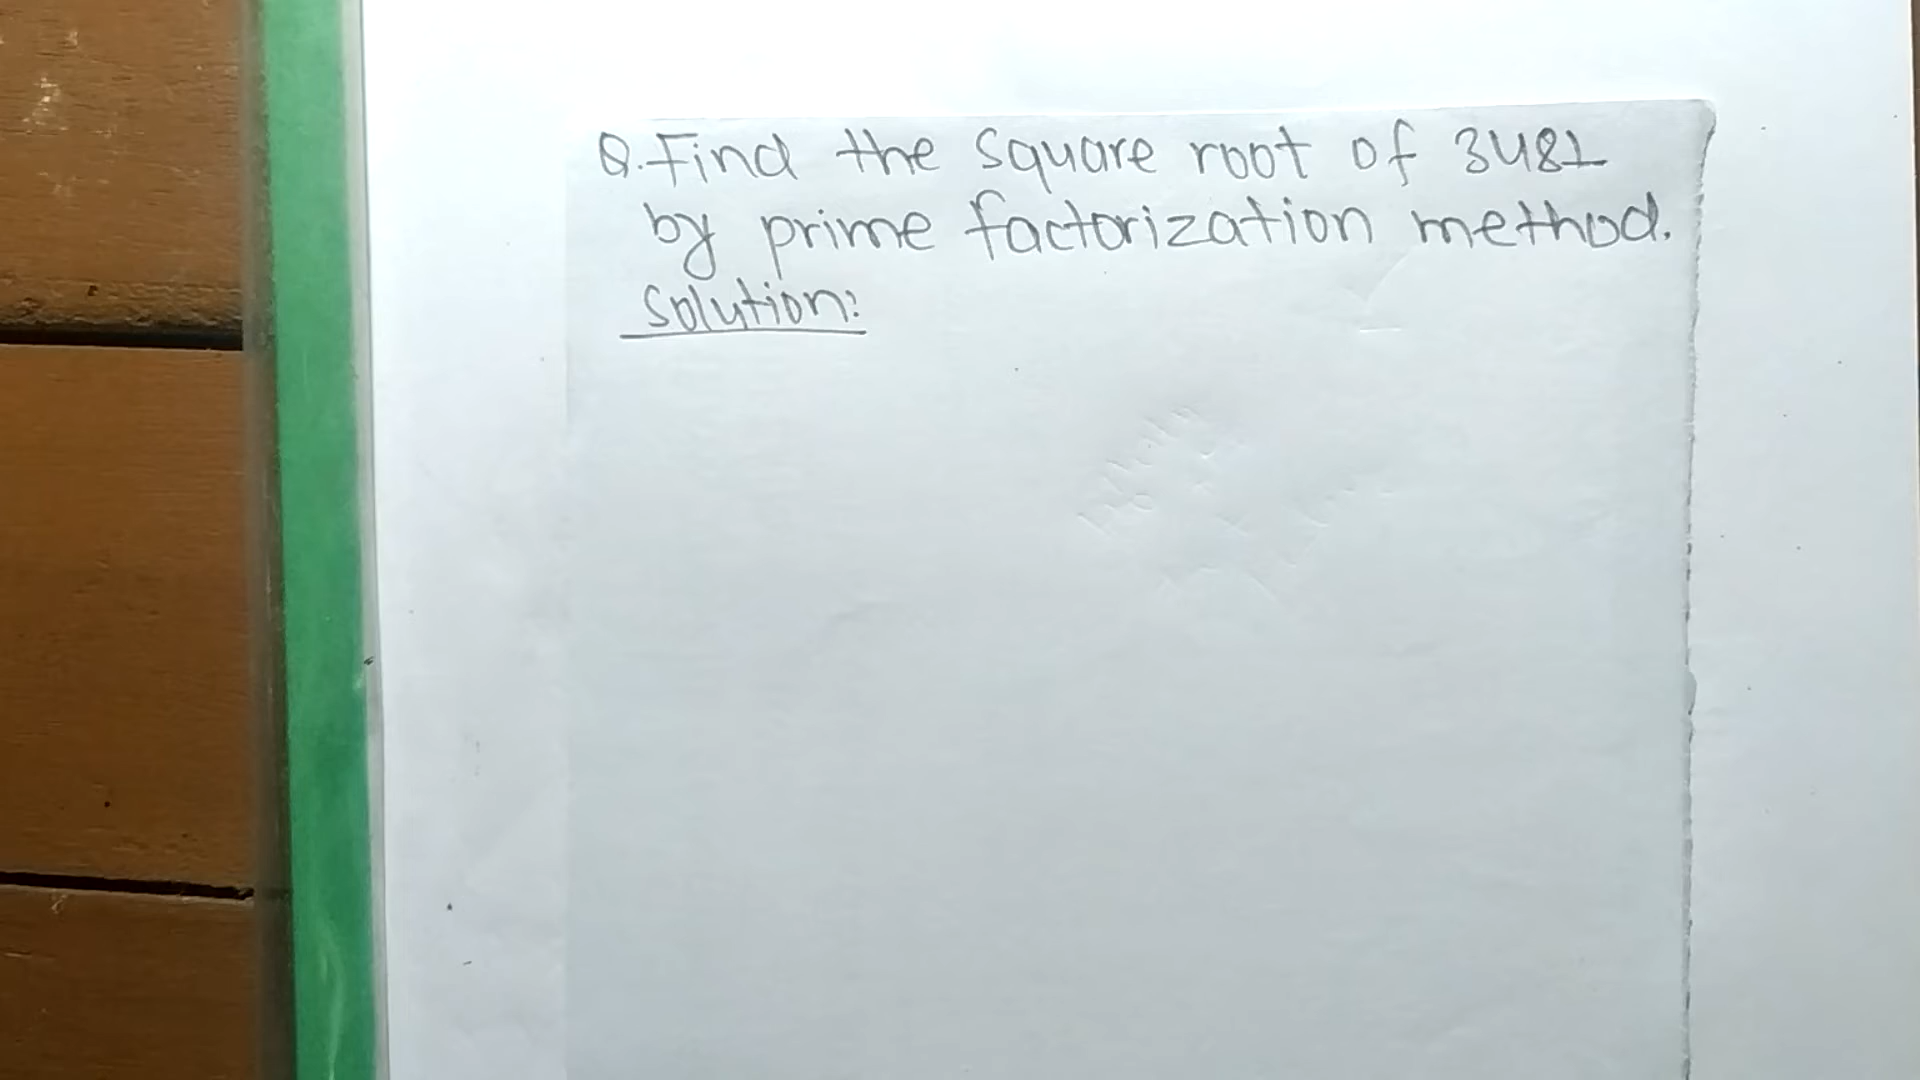 Q. Find the square root of 3481
by prime factorization method.
Solution: